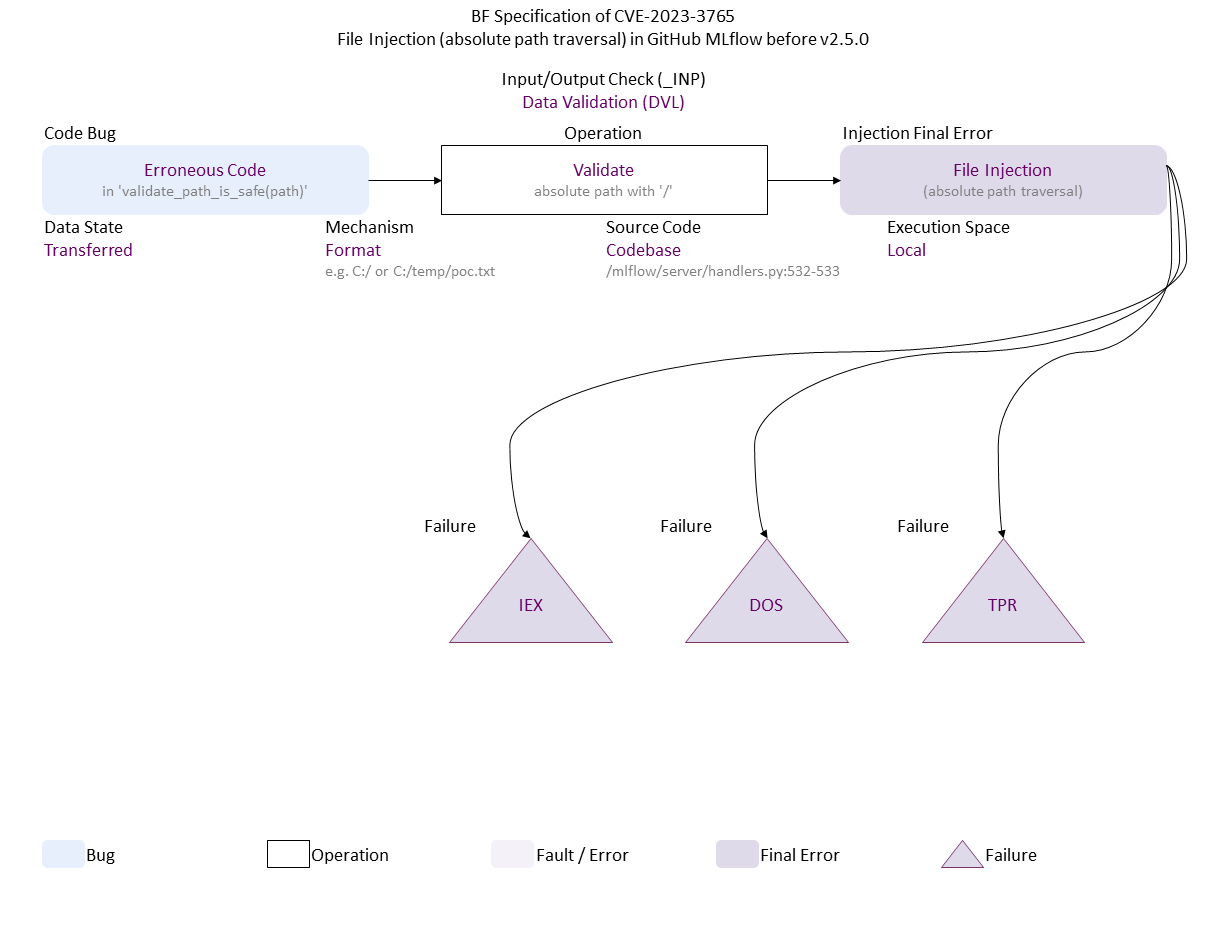 BF Specification of CVE-2023-3765
File Injection (absolute path traversal) in GitHub MLflow before v2.5.0
Input/Output Check (_INP)
Data Validation (DVL)
Code Bug
Operation
Injection Final Error
Erroneous Code
in 'validate_path_is_safe(path)'
Validate
absolute path with '/'
File Injection
(absolute path traversal)
Data State
Transferred
Mechanism
Format
e.g. C:/ or C:/temp/poc.txt
Source Code
Codebase
/mlflow/server/handlers.py:532-533
Execution Space
Local
Failure
Failure
Failure
IEX
DOS
TPR
Bug
Operation
Fault / Error
Final Error
Failure